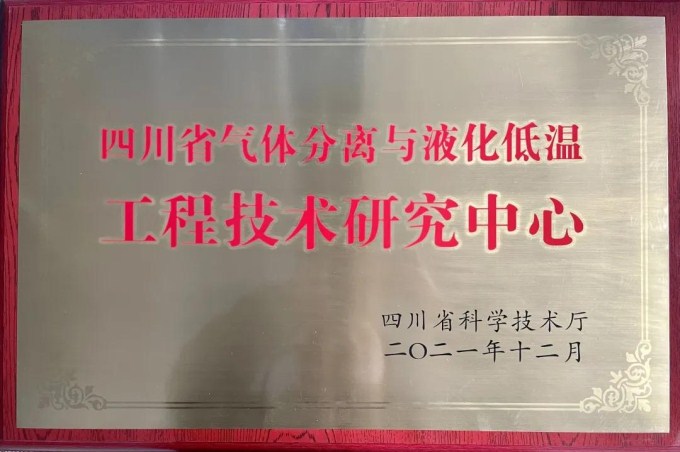 四川省气体分离与液化低温
工程技术研究中心
四川省科学技术厅
二〇二一年十二月